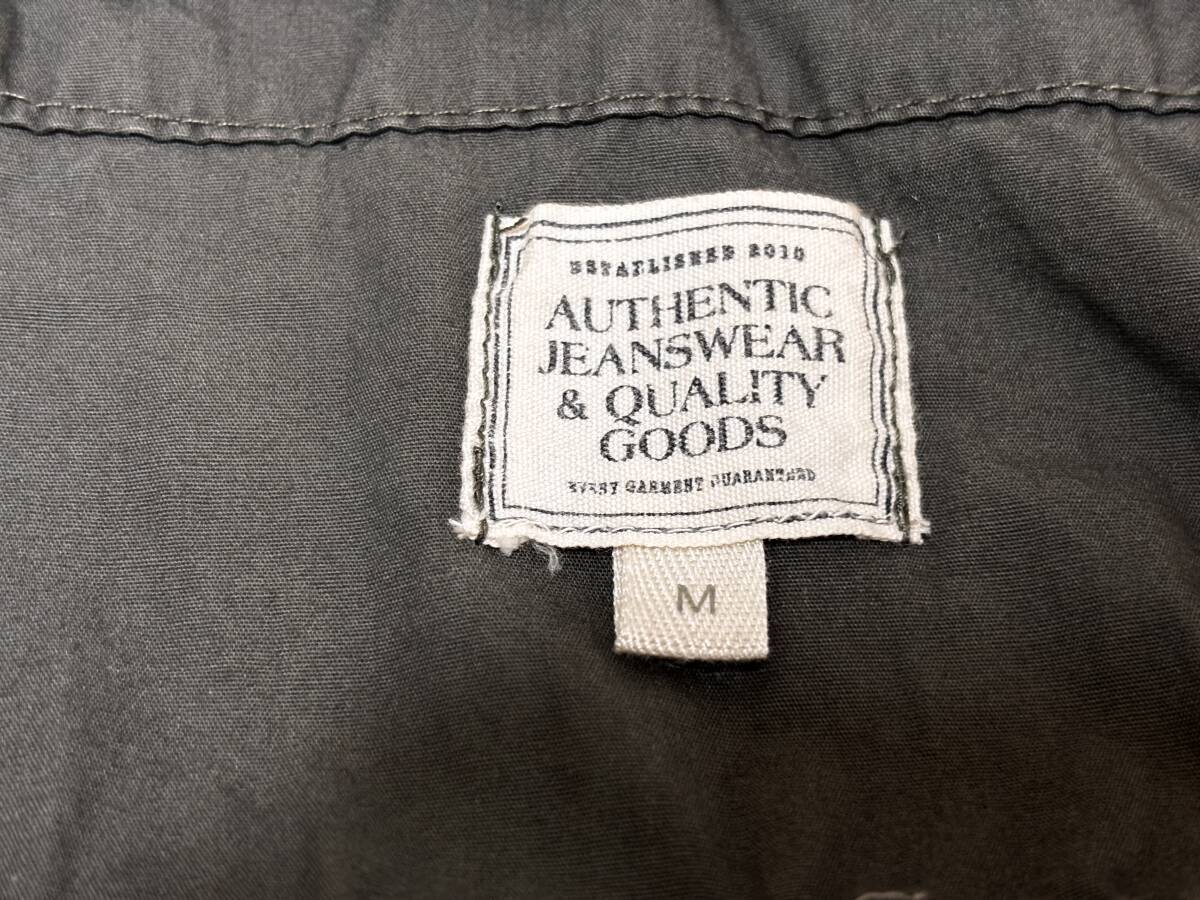 ESTABLISHED 2010
AUTHENTIC
JEANSWEAR
& QUALITY
GOODS
EVERY GARMENT GUARANTEED
M